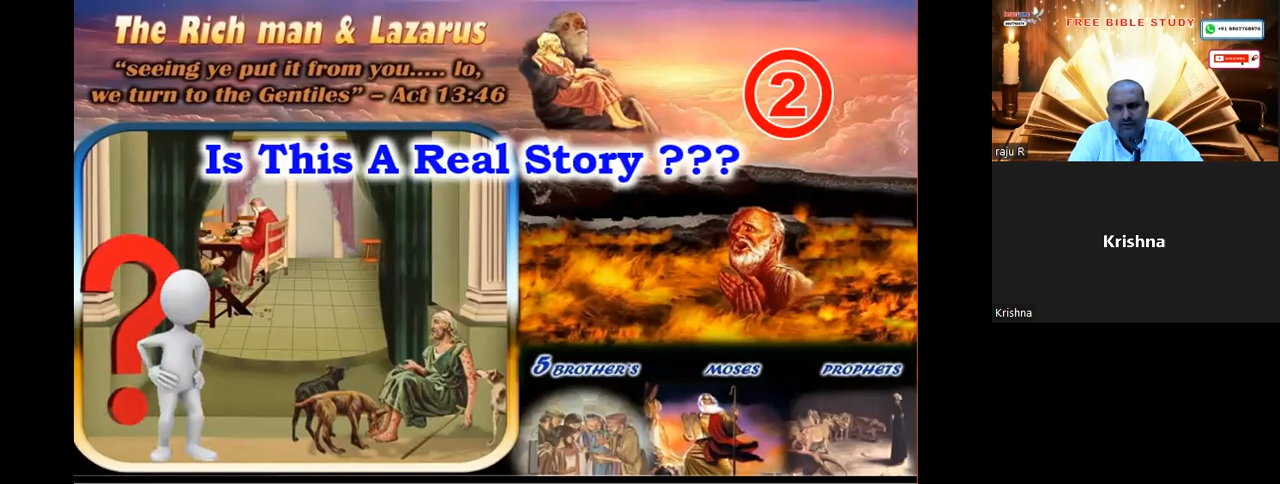 The Rich man & Lazarus
“seeing ye put it from you..... lo,
we turn to the Gentiles” – Act 13:46
2
Is This A Real Story ???
5 BROTHER'S
MOSES
PROPHETS
FREE BIBLE STUDY
raju R
Krishna
Krishna